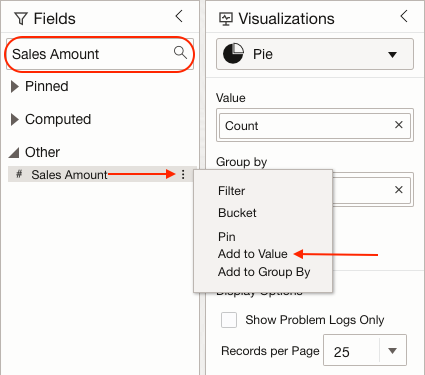 Fields
Sales Amount
Pinned
Computed
Other
# Sales Amount
Visualizations
Pie
Value
Count ×
Group by
×
Filter
Bucket
Pin
Add to Value
Add to Group By
Display Options
Show Problem Logs Only
Records per Page 25